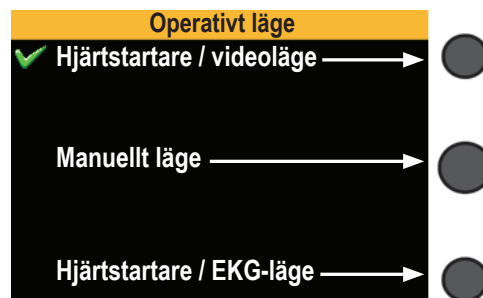 Operativt läge
Hjärtstartare / videoläge
Manuellt läge
Hjärtstartare / EKG-läge